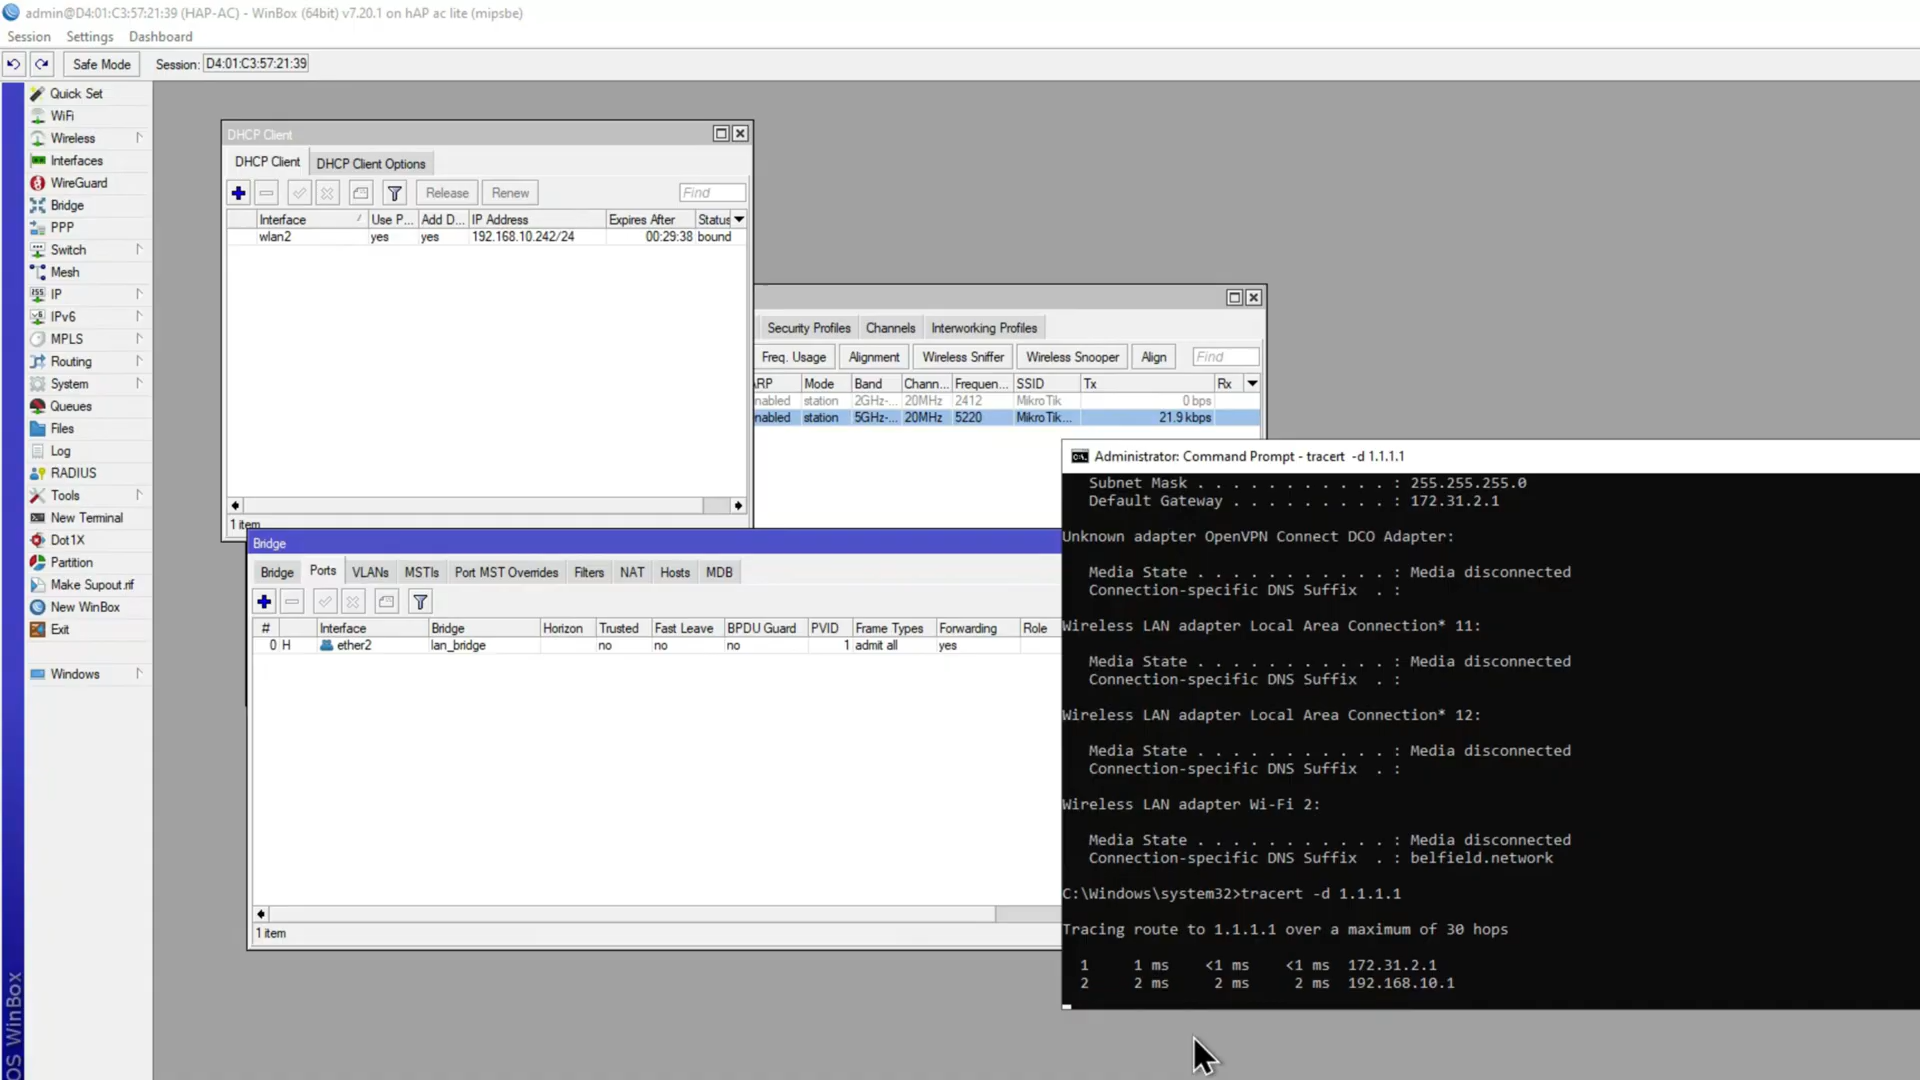 admin@D4:01:C3:57:21:39 (HAP-AC) - WinBox (64bit) v7.20.1 on hAP ac lite (mipsbe)
Session Settings Dashboard
Safe Mode Session: D4:01:C3:57:21:39
Quick Set
WiFi
Wireless
Interfaces
WireGuard
Bridge
PPP
Switch
Mesh
IP
IPv6
MPLS
Routing
System
Queues
Files
Log
RADIUS
Tools
New Terminal
Dot1X
Partition
Make Supout.rif
New WinBox
Exit
Windows
OS WinBox
DHCP Client
DHCP Client DHCP Client Options
Release Renew Find
Interface Use P... Add D... IP Address Expires After Status
wlan2 yes yes 192.168.10.242/24 00:29:38 bound
1 item
Security Profiles Channels Interworking Profiles
Freq. Usage Alignment Wireless Sniffer Wireless Snooper Align Find
RP Mode Band Chann... Frequen... SSID Tx Rx
nabled station 2GHz-... 20MHz 2412 MikroTik 0 bps
nabled station 5GHz-... 20MHz 5220 MikroTik... 21.9 kbps
Bridge
Bridge Ports VLANs MSTIs Port MST Overrides Filters NAT Hosts MDB
# Interface Bridge Horizon Trusted Fast Leave BPDU Guard PVID Frame Types Forwarding Role
0 H ether2 lan_bridge no no no 1 admit all yes
1 item
Administrator: Command Prompt - tracert -d 1.1.1.1
Subnet Mask . . . . . . . . . . . : 255.255.255.0
Default Gateway . . . . . . . . . : 172.31.2.1
Unknown adapter OpenVPN Connect DCO Adapter:
Media State . . . . . . . . . . . : Media disconnected
Connection-specific DNS Suffix . :
Wireless LAN adapter Local Area Connection* 11:
Media State . . . . . . . . . . . : Media disconnected
Connection-specific DNS Suffix . :
Wireless LAN adapter Local Area Connection* 12:
Media State . . . . . . . . . . . : Media disconnected
Connection-specific DNS Suffix . :
Wireless LAN adapter Wi-Fi 2:
Media State . . . . . . . . . . . : Media disconnected
Connection-specific DNS Suffix . : belfield.network
C:\Windows\system32>tracert -d 1.1.1.1
Tracing route to 1.1.1.1 over a maximum of 30 hops
1 1 ms <1 ms <1 ms 172.31.2.1
2 2 ms 2 ms 2 ms 192.168.10.1